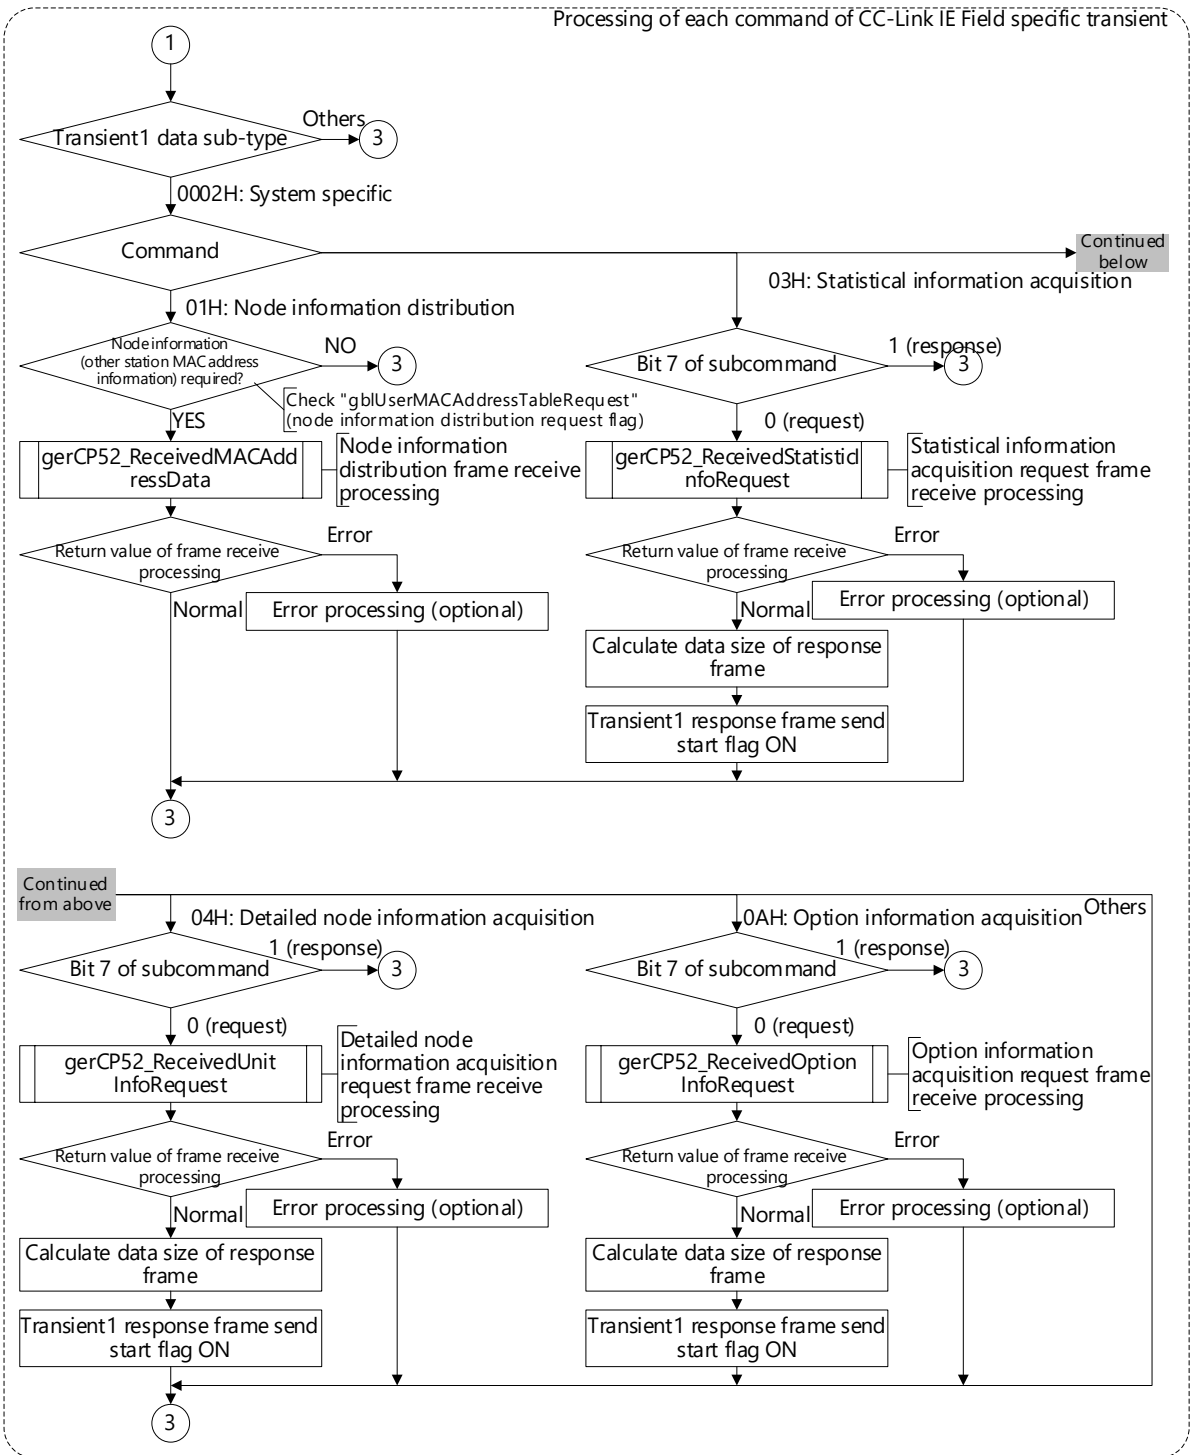 Processing of each command of CC-Link IE Field specific transient
1
Transient1 data sub-type
Others
3
0002H: System specific
Command
Continued
below
03H: Statistical information acquisition
01H: Node information distribution
Node information
(other station MAC address
information) required?
NO
3
Bit 7 of subcommand
1 (response)
3
Check "gblUserMACAddressTableRequest"
(node information distribution request flag)
YES
0 (request)
gerCP52_ReceivedMACAdd
ressData
Node information
distribution frame receive
processing
gerCP52_ReceivedStatisticI
nfoRequest
Statistical information
acquisition request frame
receive processing
Return value of frame receive
processing
Error
Return value of frame receive
processing
Error
Normal
Error processing (optional)
Normal
Error processing (optional)
Calculate data size of response
frame
Transient1 response frame send
start flag ON
3
Continued
from above
04H: Detailed node information acquisition
0AH: Option information acquisition
Others
Bit 7 of subcommand
1 (response)
3
Bit 7 of subcommand
1 (response)
3
0 (request)
0 (request)
gerCP52_ReceivedUnit
InfoRequest
Detailed node
information acquisition
request frame receive
processing
gerCP52_ReceivedOption
InfoRequest
Option information
acquisition request frame
receive processing
Return value of frame receive
processing
Error
Return value of frame receive
processing
Error
Normal
Error processing (optional)
Normal
Error processing (optional)
Calculate data size of response
frame
Calculate data size of response
frame
Transient1 response frame send
start flag ON
Transient1 response frame send
start flag ON
3